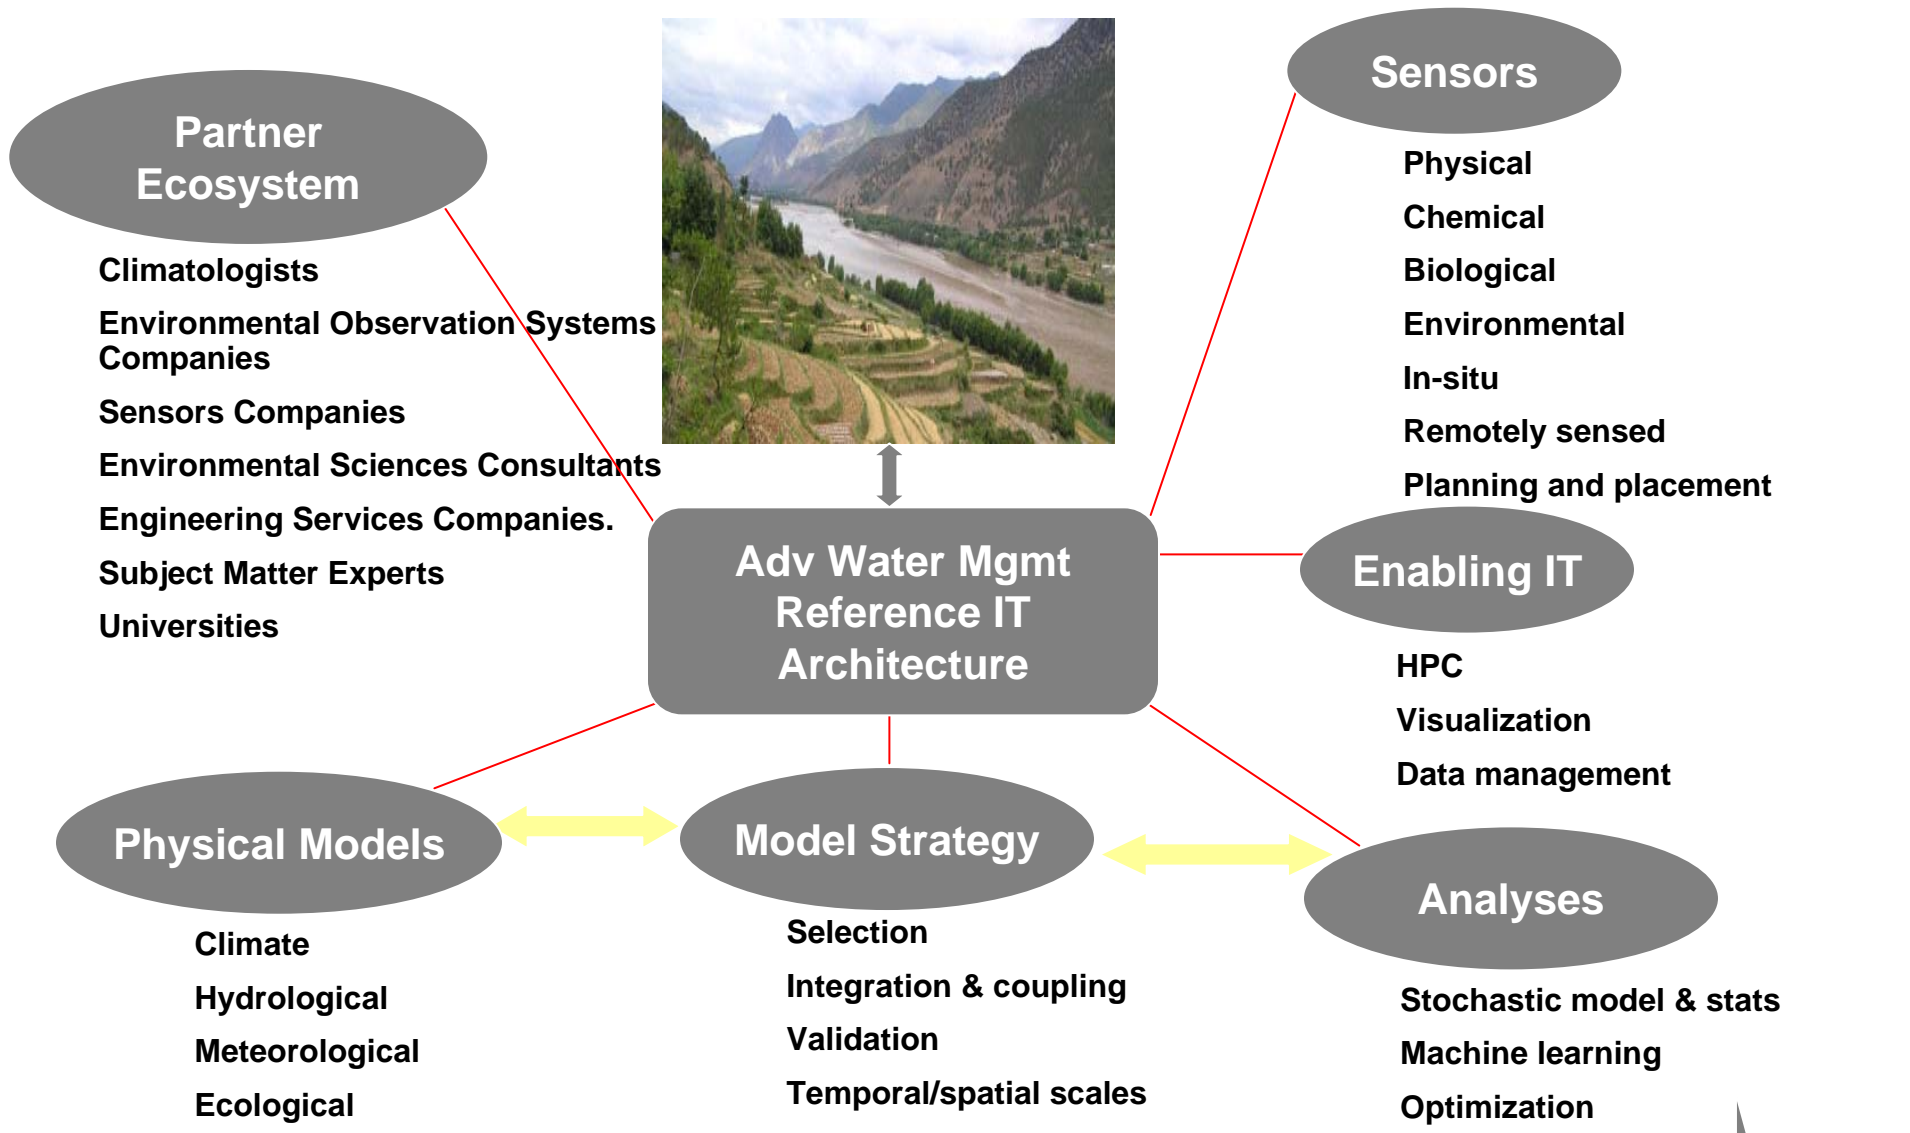 Partner
Ecosystem
Climatologists
Environmental Observation Systems
Companies
Sensors Companies
Environmental Sciences Consultants
Engineering Services Companies.
Subject Matter Experts
Universities
Sensors
Physical
Chemical
Biological
Environmental
In-situ
Remotely sensed
Planning and placement
Adv Water Mgmt
Reference IT
Architecture
Enabling IT
HPC
Visualization
Data management
Physical Models
Climate
Hydrological
Meteorological
Ecological
Model Strategy
Selection
Integration & coupling
Validation
Temporal/spatial scales
Analyses
Stochastic model & stats
Machine learning
Optimization